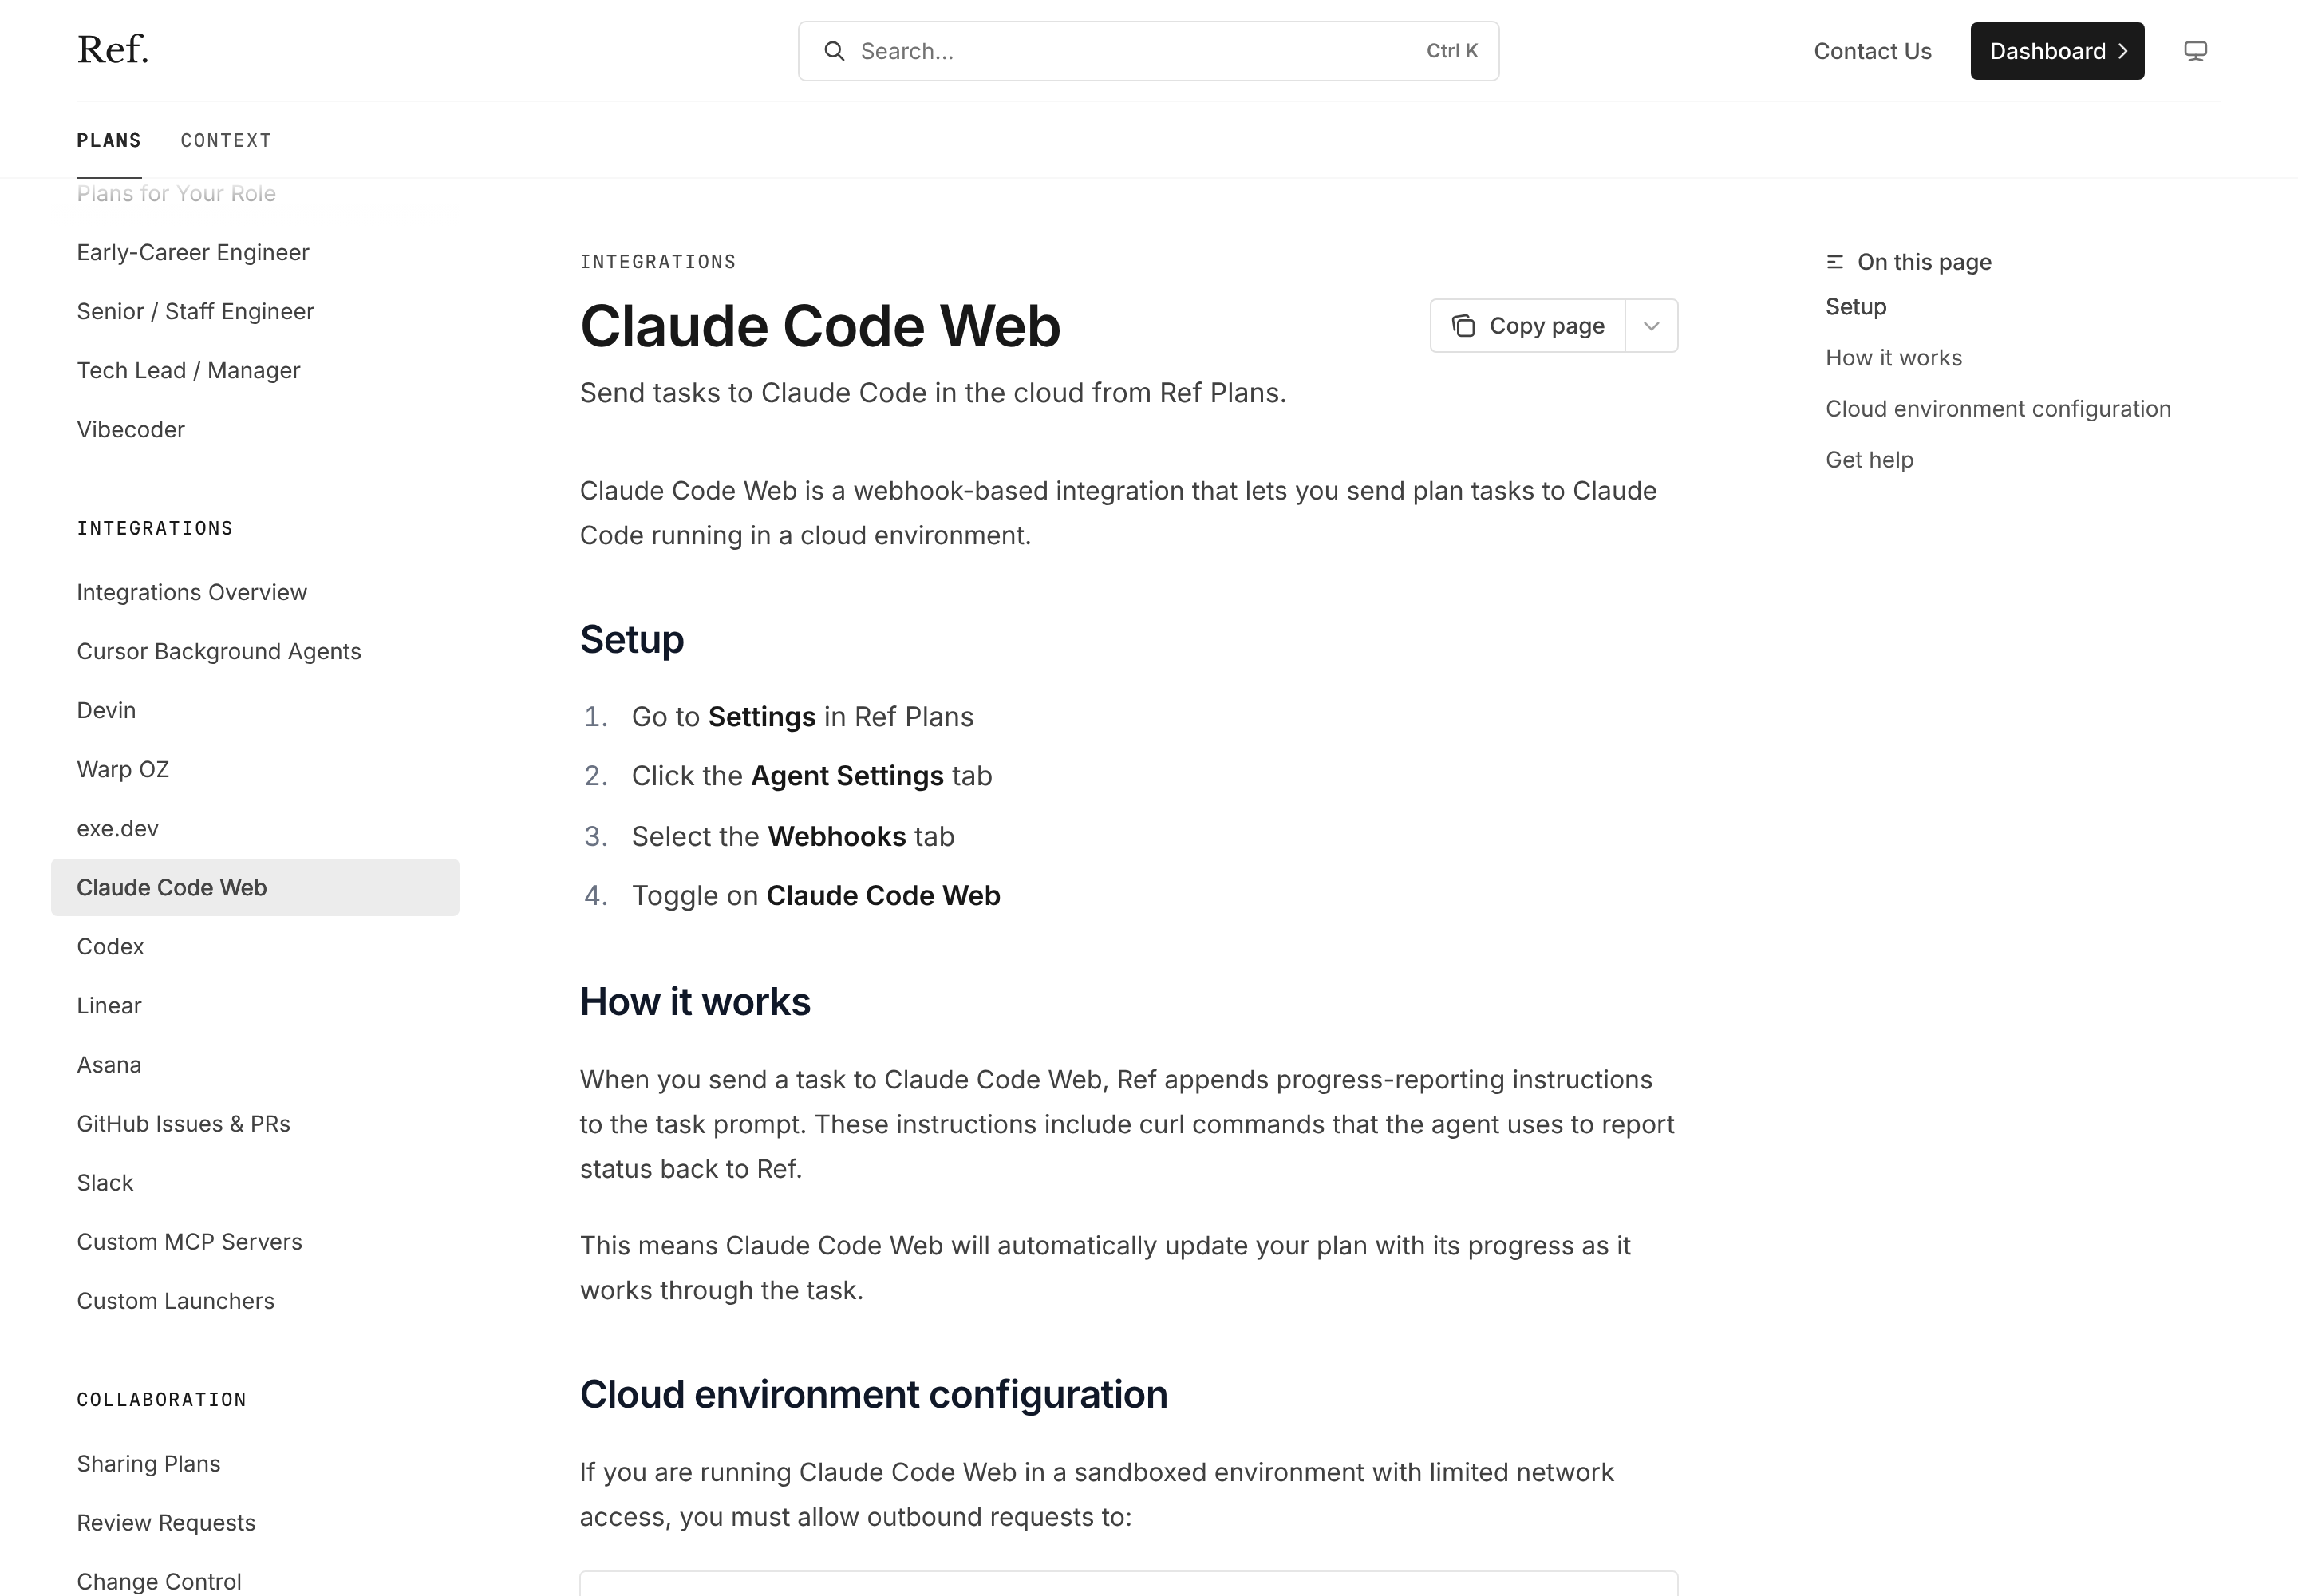 Ref.
Search...
Ctrl K
Contact Us
Dashboard
PLANS
CONTEXT
Plans for Your Role
Early-Career Engineer
Senior / Staff Engineer
Tech Lead / Manager
Vibecoder
INTEGRATIONS
Integrations Overview
Cursor Background Agents
Devin
Warp OZ
exe.dev
Claude Code Web
Codex
Linear
Asana
GitHub Issues & PRs
Slack
Custom MCP Servers
Custom Launchers
COLLABORATION
Sharing Plans
Review Requests
Change Control
INTEGRATIONS
Claude Code Web
Copy page
Send tasks to Claude Code in the cloud from Ref Plans.
Claude Code Web is a webhook-based integration that lets you send plan tasks to Claude
Code running in a cloud environment.
Setup
1. Go to Settings in Ref Plans
2. Click the Agent Settings tab
3. Select the Webhooks tab
4. Toggle on Claude Code Web
How it works
When you send a task to Claude Code Web, Ref appends progress-reporting instructions
to the task prompt. These instructions include curl commands that the agent uses to report
status back to Ref.
This means Claude Code Web will automatically update your plan with its progress as it
works through the task.
Cloud environment configuration
If you are running Claude Code Web in a sandboxed environment with limited network
access, you must allow outbound requests to:
On this page
Setup
How it works
Cloud environment configuration
Get help